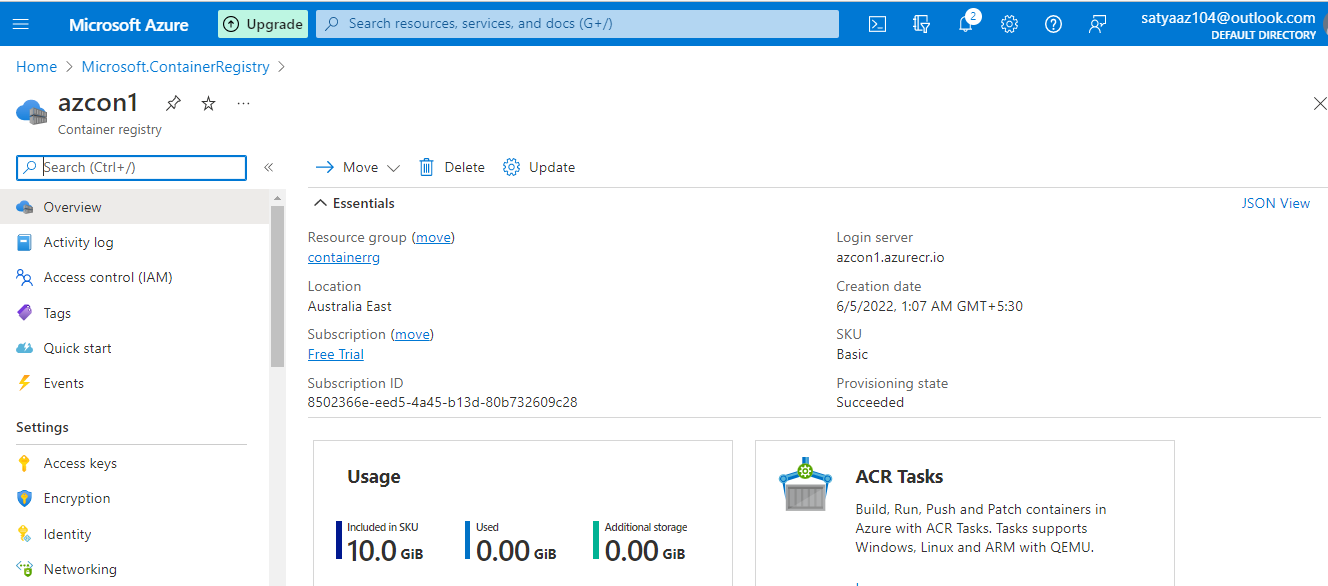 Microsoft Azure
Upgrade
Search resources, services, and docs (G+/)
2
satyaaz104@outlook.com
DEFAULT DIRECTORY
Home > Microsoft.ContainerRegistry >
azcon1
...
Container registry
Search (Ctrl+/)
«
Move
Delete
Update
Overview
Activity log
Access control (IAM)
Tags
Quick start
Events
Settings
Access keys
Encryption
Identity
Networking
Essentials
JSON View
Resource group (move)
containerrg
Location
Australia East
Subscription (move)
Free Trial
Subscription ID
8502366e-eed5-4a45-b13d-80b732609c28
Login server
azcon1.azurecr.io
Creation date
6/5/2022, 1:07 AM GMT+5:30
SKU
Basic
Provisioning state
Succeeded
Usage
Included in SKU
10.0 GiB
Used
0.00 GiB
Additional storage
0.00 GiB
ACR Tasks
Build, Run, Push and Patch containers in
Azure with ACR Tasks. Tasks supports
Windows, Linux and ARM with QEMU.